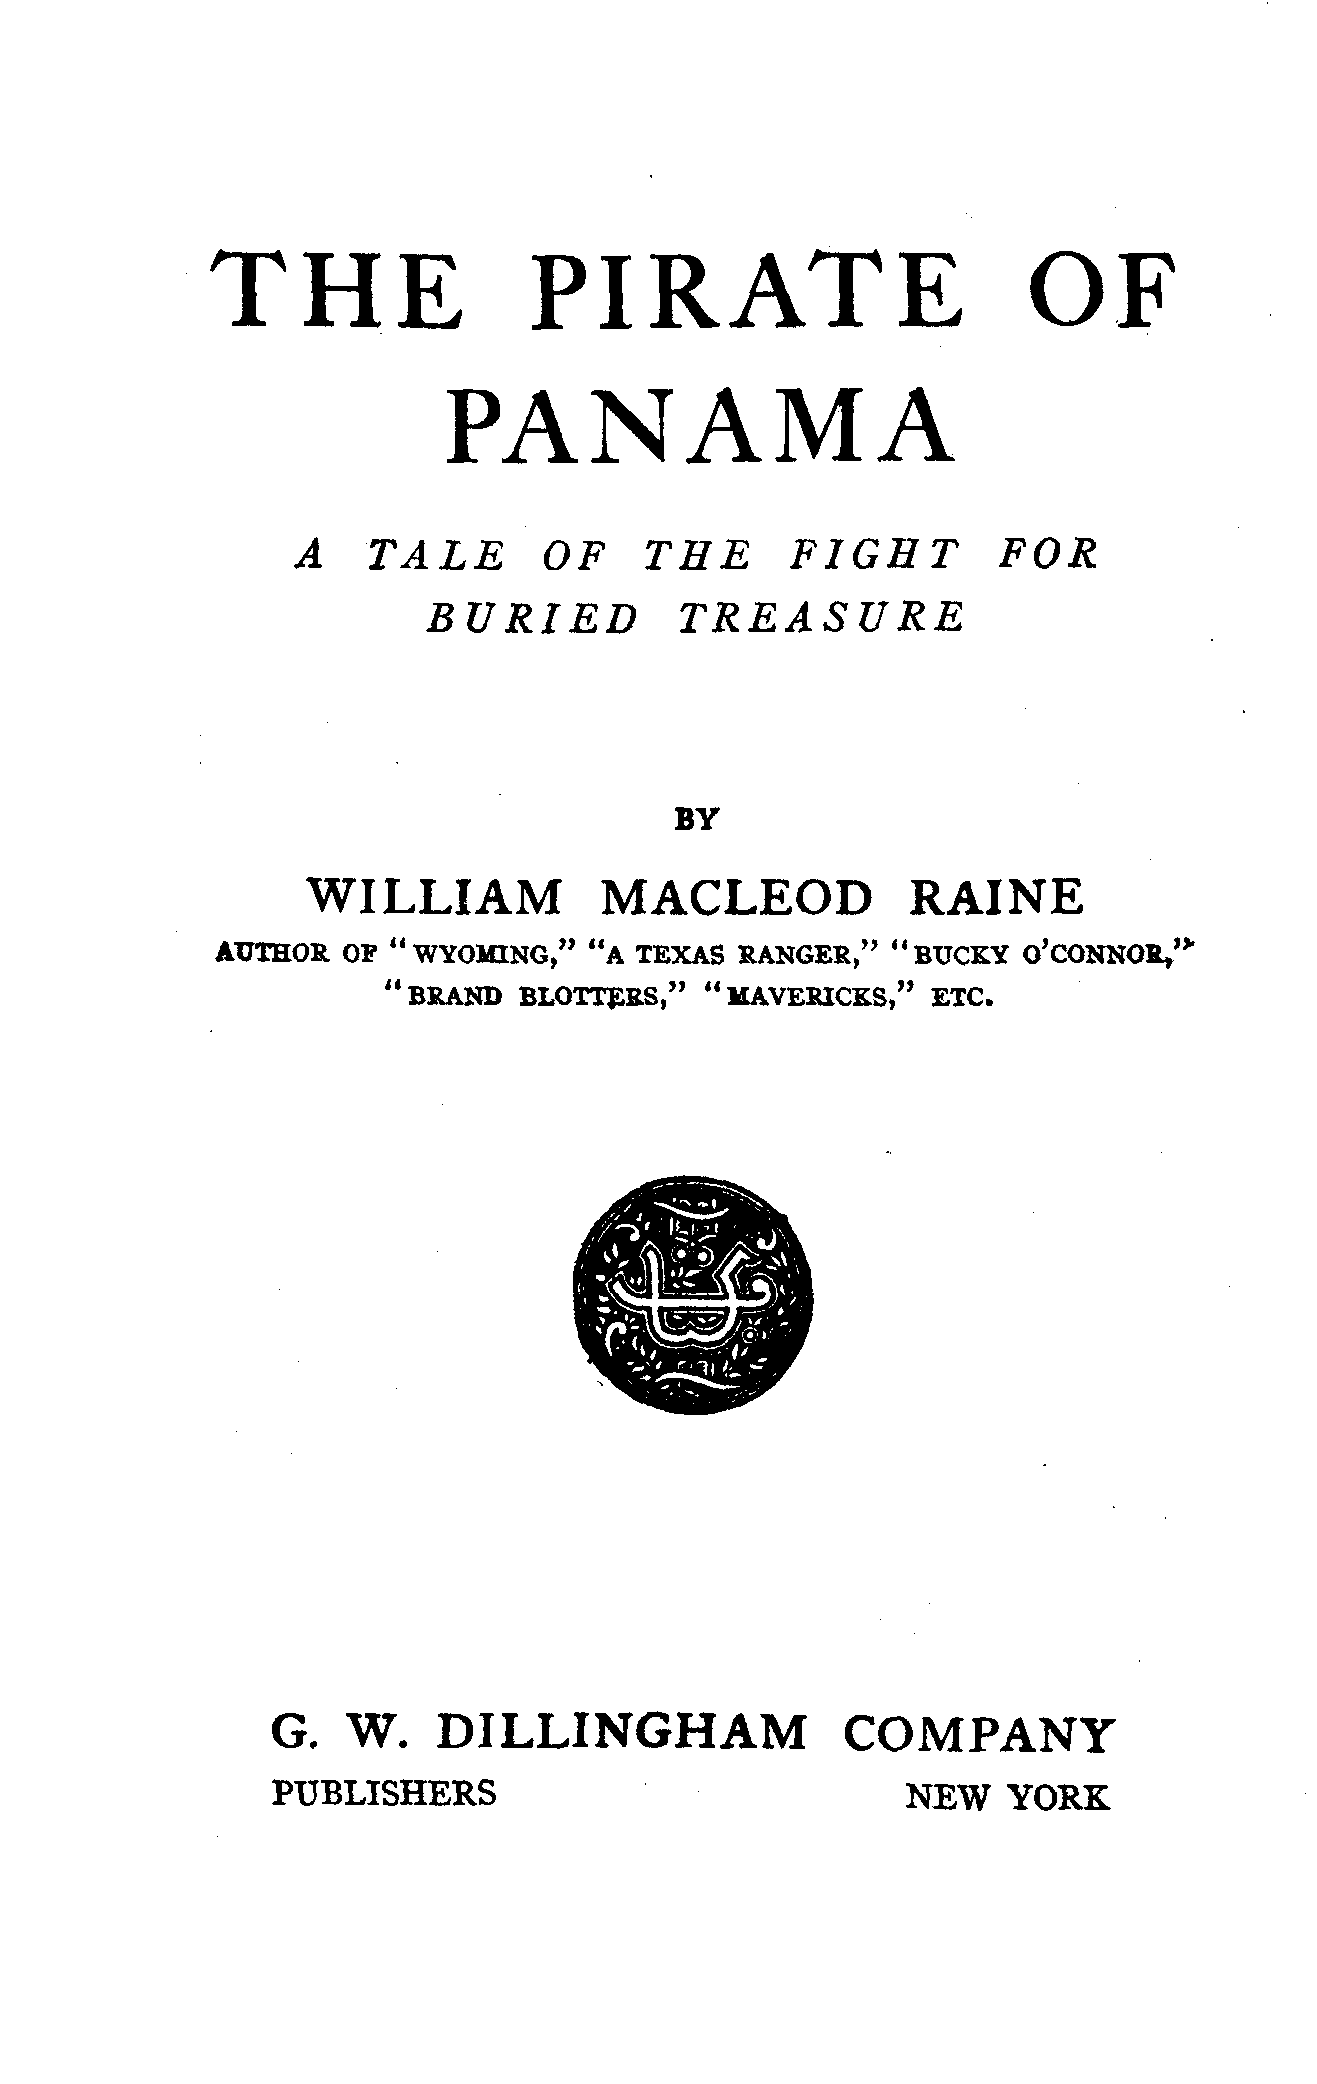 THE PIRATE OF
PANAMA
A TALE OF THE FIGHT FOR
BURIED TREASURE
BY
WILLIAM MACLEOD RAINE
AUTHOR OF "WYOMING," "A TEXAS RANGER," "BUCKY O'CONNOR,"
"BRAND BLOTTERS," "MAVERICKS," ETC.
G. W. DILLINGHAM COMPANY
PUBLISHERS NEW YORK